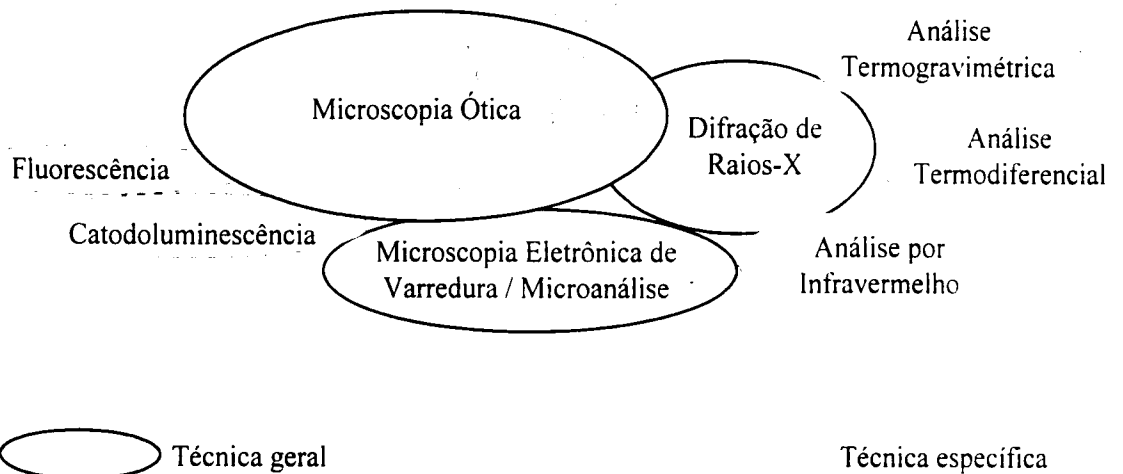 Análise
Termogravimétrica
Microscopia Ótica
Difração de
Raios-X
Análise
Termodiferencial
Fluorescência
Catodoluminescência
Microscopia Eletrônica de
Varredura / Microanálise
Análise por
Infravermelho
Técnica geral
Técnica específica